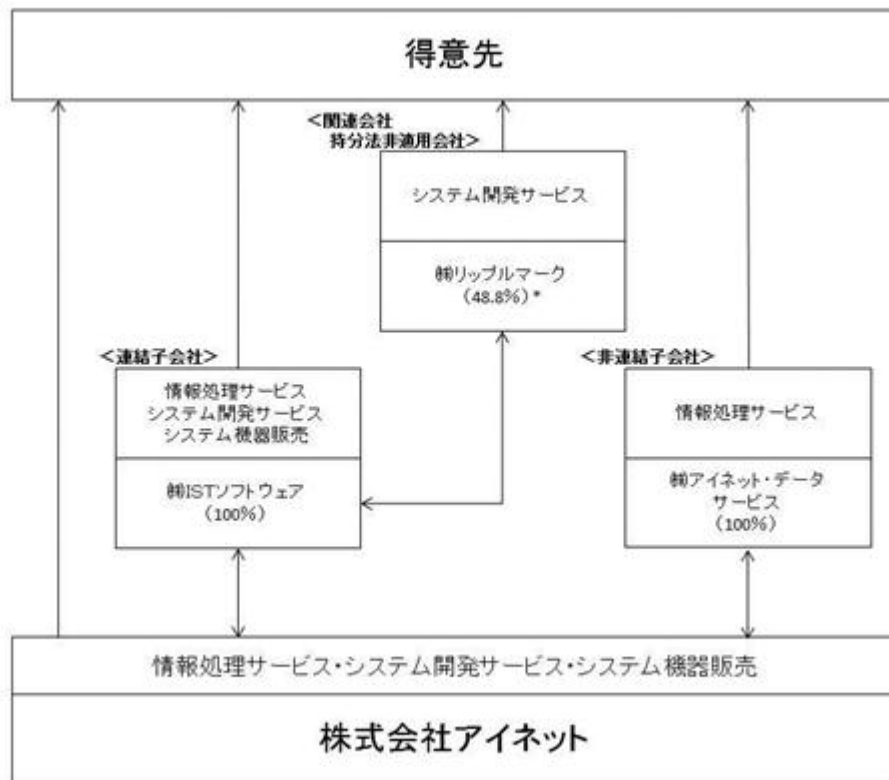 得意先
<関連会社
持分法非適用会社>
システム開発サービス
㈱リップルマーク
(48.8%)*
<連結子会社>
情報処理サービス
システム開発サービス
システム機器販売
㈱ISTソフトウェア
(100%)
<非連結子会社>
情報処理サービス
㈱アイネット・データ
サービス
(100%)
情報処理サービス・システム開発サービス・システム機器販売
株式会社アイネット